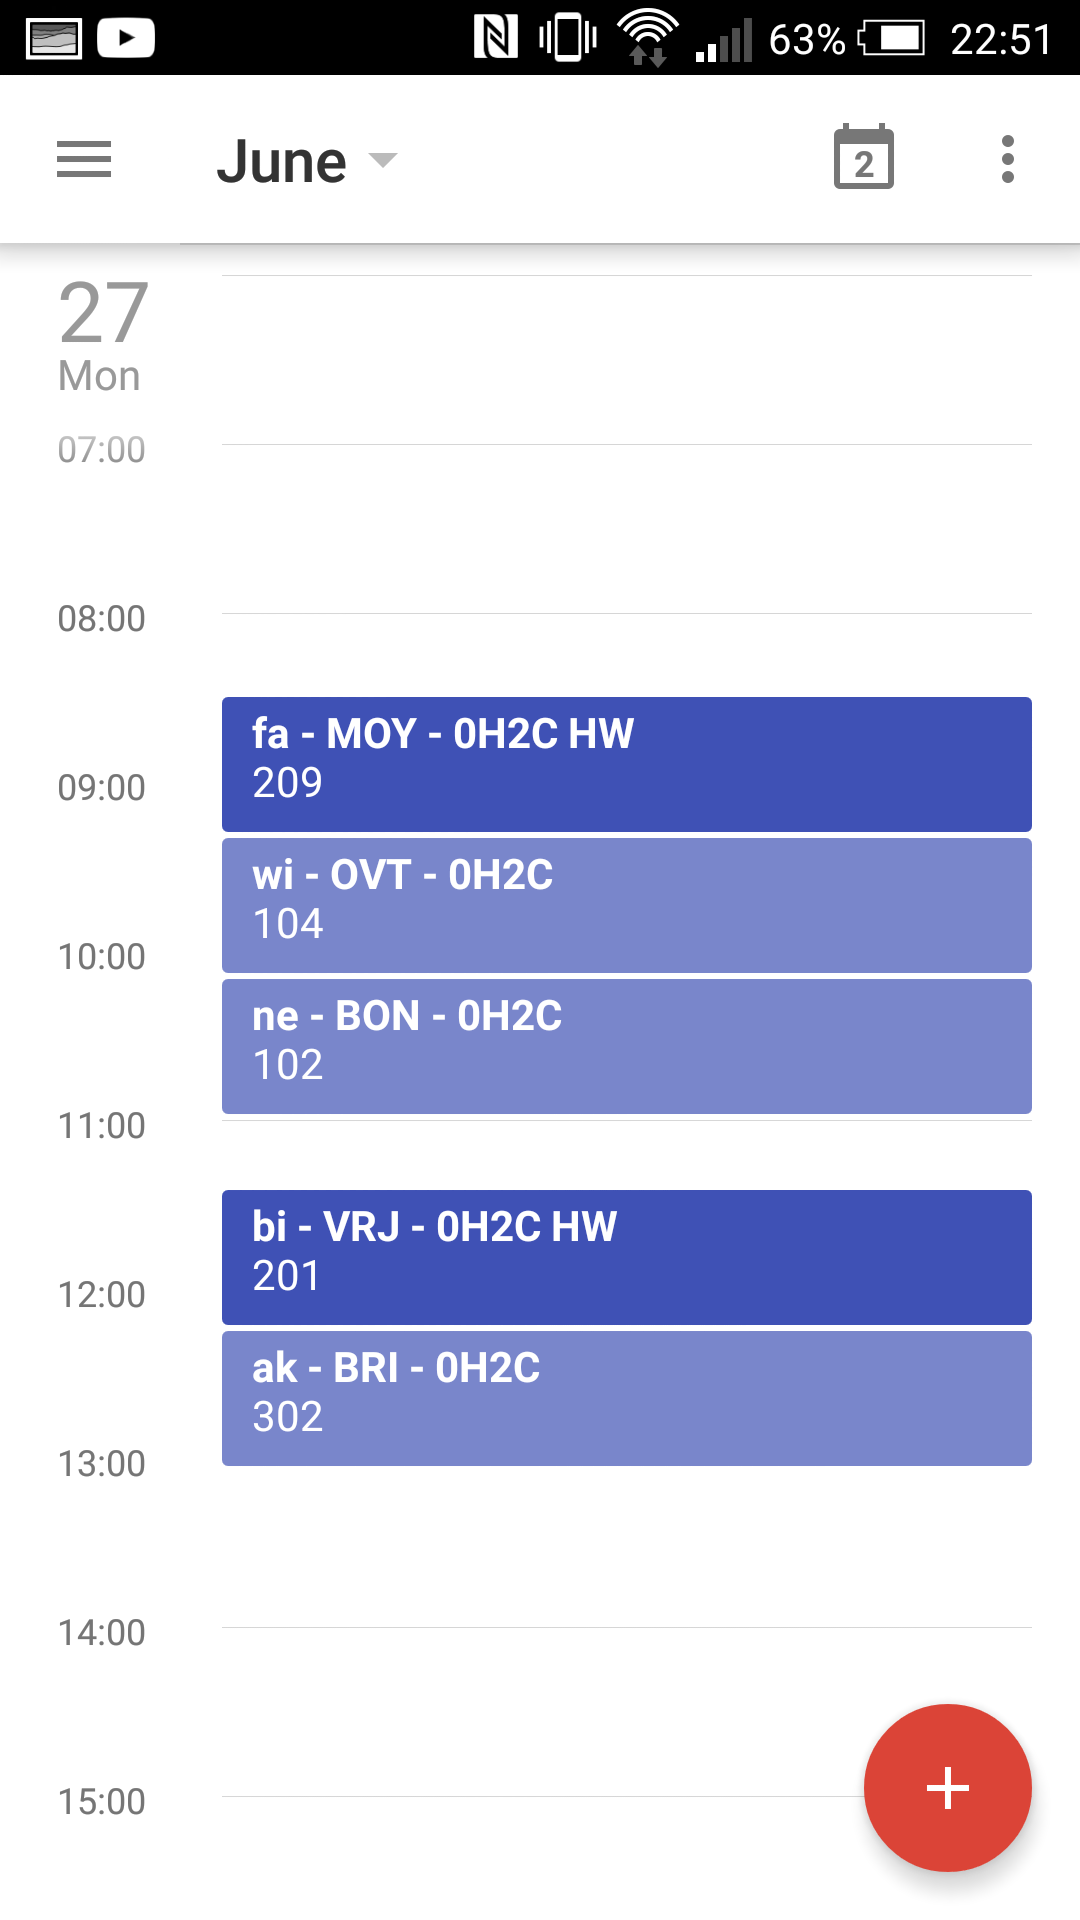 63% 22:51
June
2
27
Mon
07:00
08:00
fa - MOY - 0H2C HW
209
09:00
wi - OVT - 0H2C
104
10:00
ne - BON - 0H2C
102
11:00
bi - VRJ - 0H2C HW
201
12:00
ak - BRI - 0H2C
302
13:00
14:00
15:00